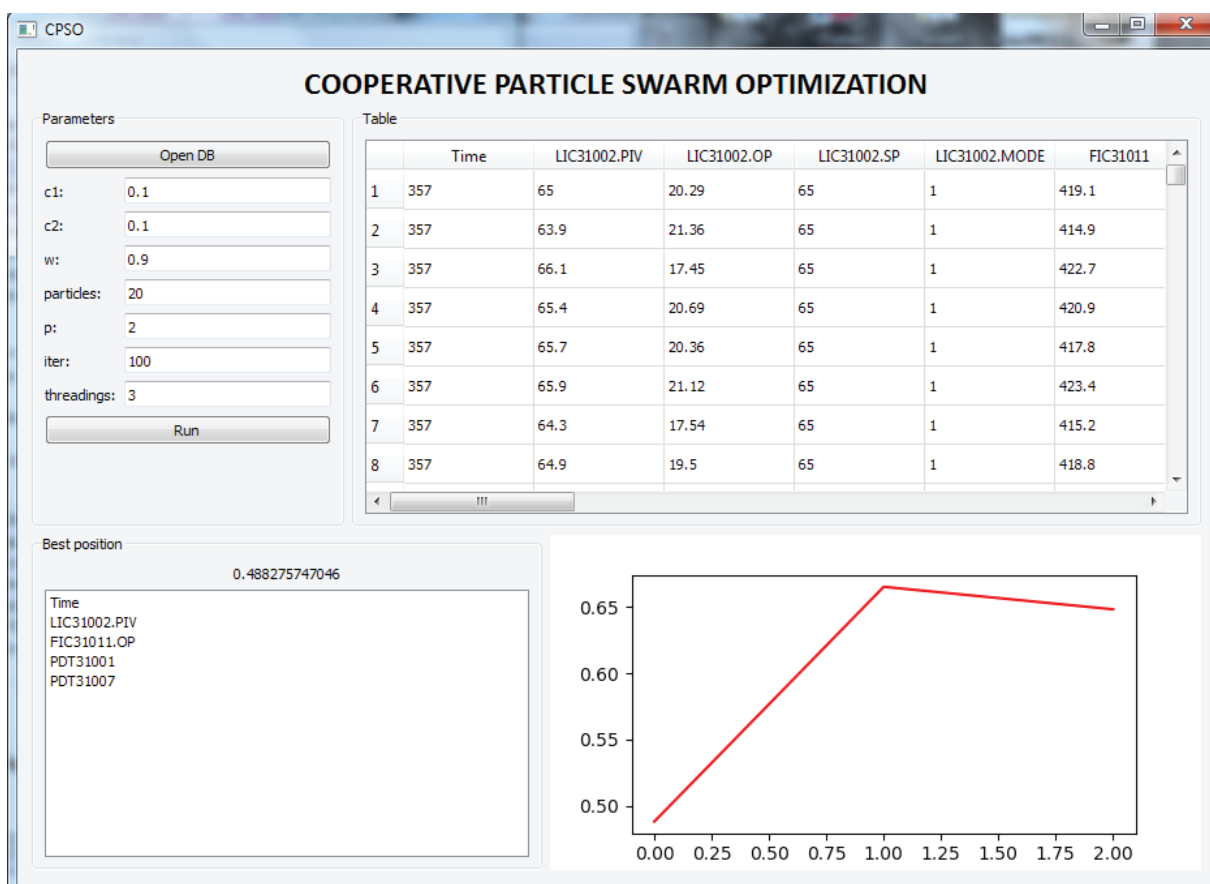 CPSO
COOPERATIVE PARTICLE SWARM OPTIMIZATION
Parameters
Open DB
c1: 0.1
c2: 0.1
w: 0.9
particles: 20
p: 2
iter: 100
threadings: 3
Run
Table
Time LIC31002.PIV LIC31002.OP LIC31002.SP LIC31002.MODE FIC31011
1 357 65 20.29 65 1 419.1
2 357 63.9 21.36 65 1 414.9
3 357 66.1 17.45 65 1 422.7
4 357 65.4 20.69 65 1 420.9
5 357 65.7 20.36 65 1 417.8
6 357 65.9 21.12 65 1 423.4
7 357 64.3 17.54 65 1 415.2
8 357 64.9 19.5 65 1 418.8
Best position
0.488275747046
Time
LIC31002.PIV
FIC31011.OP
PDT31001
PDT31007
0.65
0.60
0.55
0.50
0.00 0.25 0.50 0.75 1.00 1.25 1.50 1.75 2.00